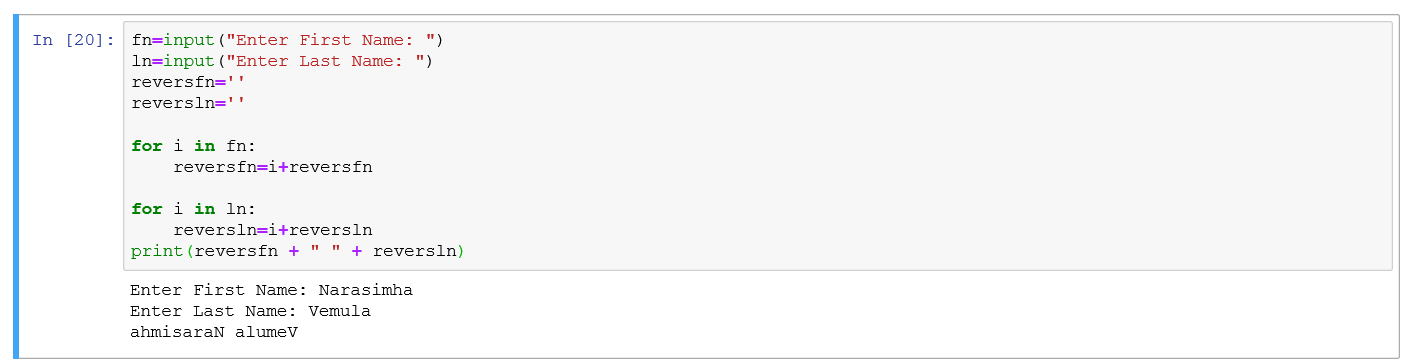 In [20]: fn=input("Enter First Name: ")
ln=input("Enter Last Name: ")
reversfn=''
reversln=''
for i in fn:
    reversfn=i+reversfn
for i in ln:
    reversln=i+reversln
print(reversfn + " " + reversln)
Enter First Name: Narasimha
Enter Last Name: Vemula
ahmisaraN alumeV